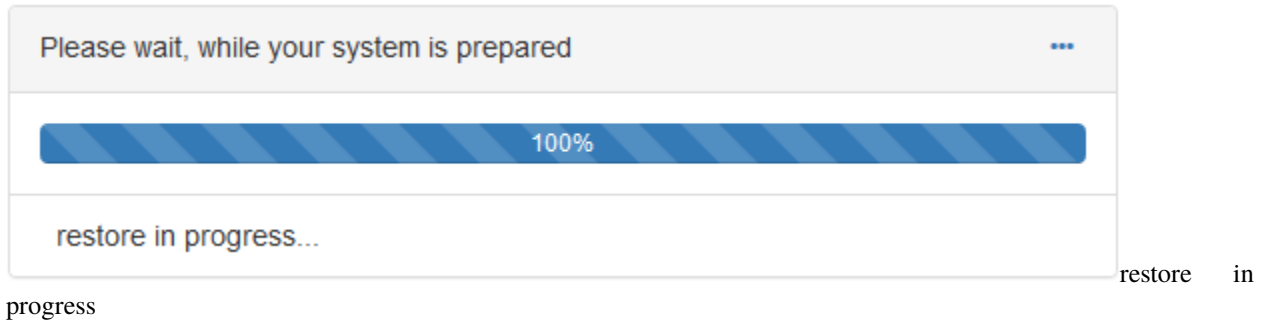 Please wait, while your system is prepared ...
100%
restore in progress...
restore in
progress